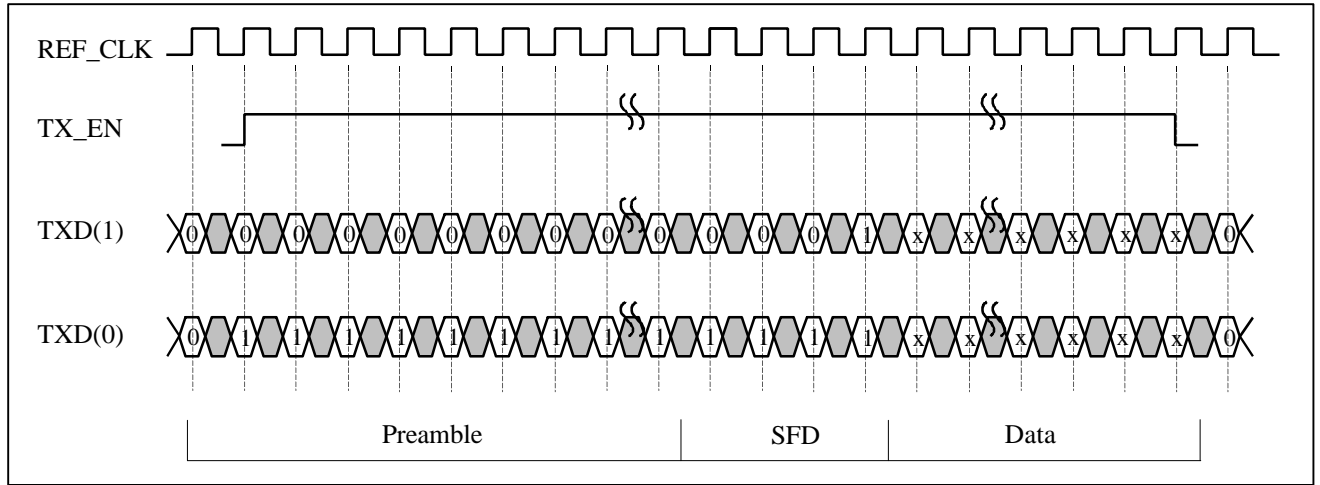 REF_CLK
TX_EN
TXD(1) 0 0 0 0 0 0 0 0 0 0 0 0 0 1 x x x x x x 0
TXD(0) 0 1 1 1 1 1 1 1 1 1 1 1 1 1 x x x x x x 0
Preamble SFD Data